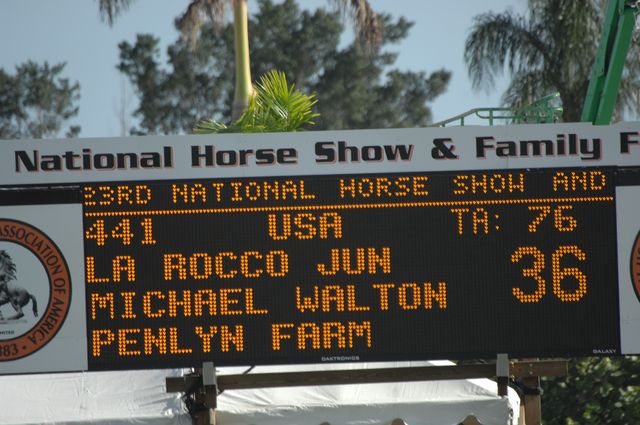 National Horse Show & Family F
23RD NATIONAL HORSE SHOW AND
441 USA TA: 76
LA ROCCO JUN 36
MICHAEL WALTON
PENLYN FARM
DAKTRONICS GALAXY
ASSOCIATION OF AMERICA